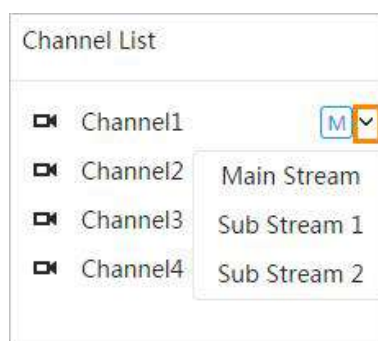 Channel List
Channel1 M
Channel2
Channel3
Channel4
Main Stream
Sub Stream 1
Sub Stream 2